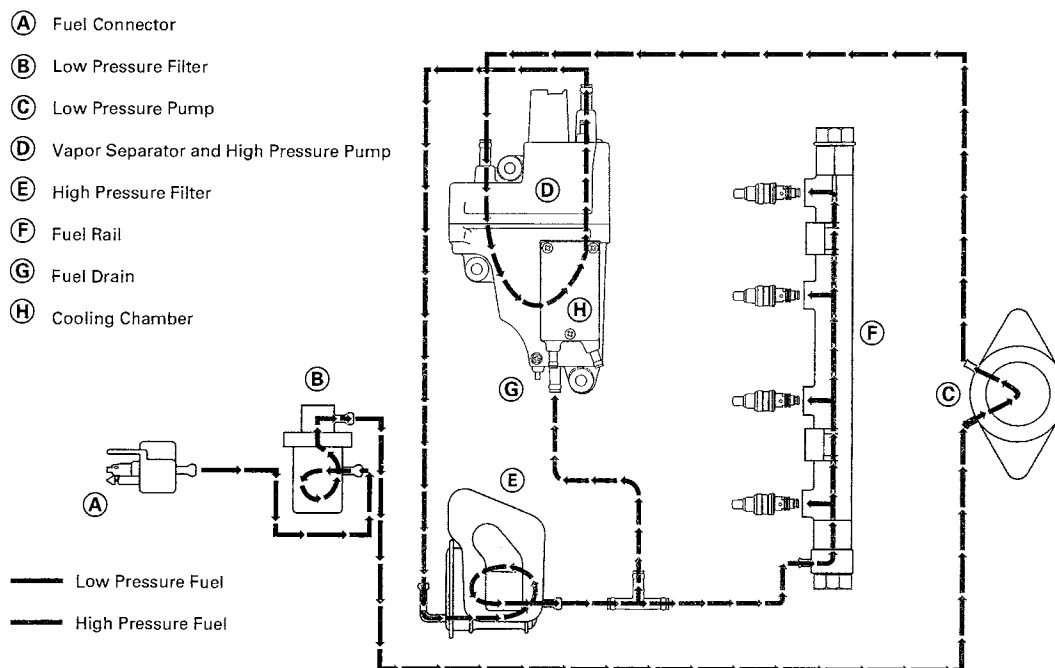 A Fuel Connector
B Low Pressure Filter
C Low Pressure Pump
D Vapor Separator and High Pressure Pump
E High Pressure Filter
F Fuel Rail
G Fuel Drain
H Cooling Chamber
D
H
F
B
G
C
A
E
Low Pressure Fuel
High Pressure Fuel